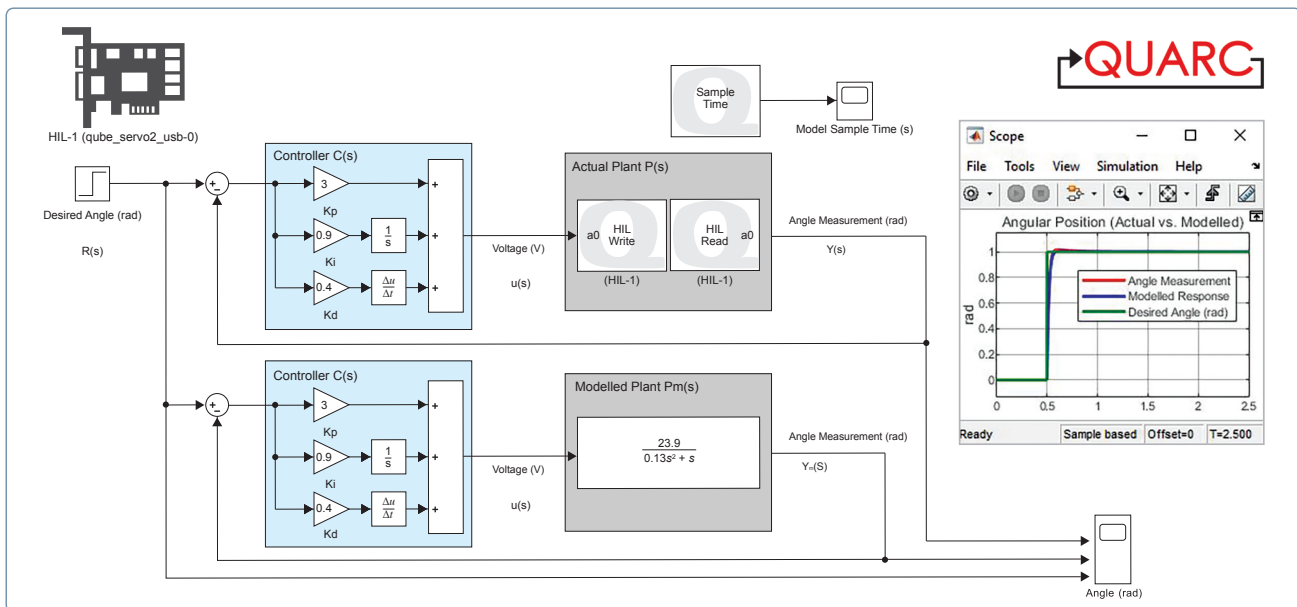 QUARC
HIL-1 (qube_servo2_usb-0)
Sample
Time
Model Sample Time (s)
Desired Angle (rad)
R(s)
+
−
Controller C(s)
3
Kp
0.9
Ki
1
s
0.4
Kd
Δu
Δt
+
+
+
Voltage (V)
u(s)
Actual Plant P(s)
a0
HIL
Write
(HIL-1)
HIL
Read
a0
(HIL-1)
Angle Measurement (rad)
Y(s)
+
−
Controller C(s)
3
Kp
0.9
Ki
1
s
0.4
Kd
Δu
Δt
+
+
+
Voltage (V)
u(s)
Modelled Plant Pm(s)
23.9
0.13s² + s
Angle Measurement (rad)
Yₙ(S)
Angle (rad)
Scope
File Tools View Simulation Help
Angular Position (Actual vs. Modelled)
rad
1
0.8
0.6
0.4
0.2
0
Angle Measurement
Modelled Response
Desired Angle (rad)
0 0.5 1 1.5 2 2.5
Ready Sample based Offset=0 T=2.500